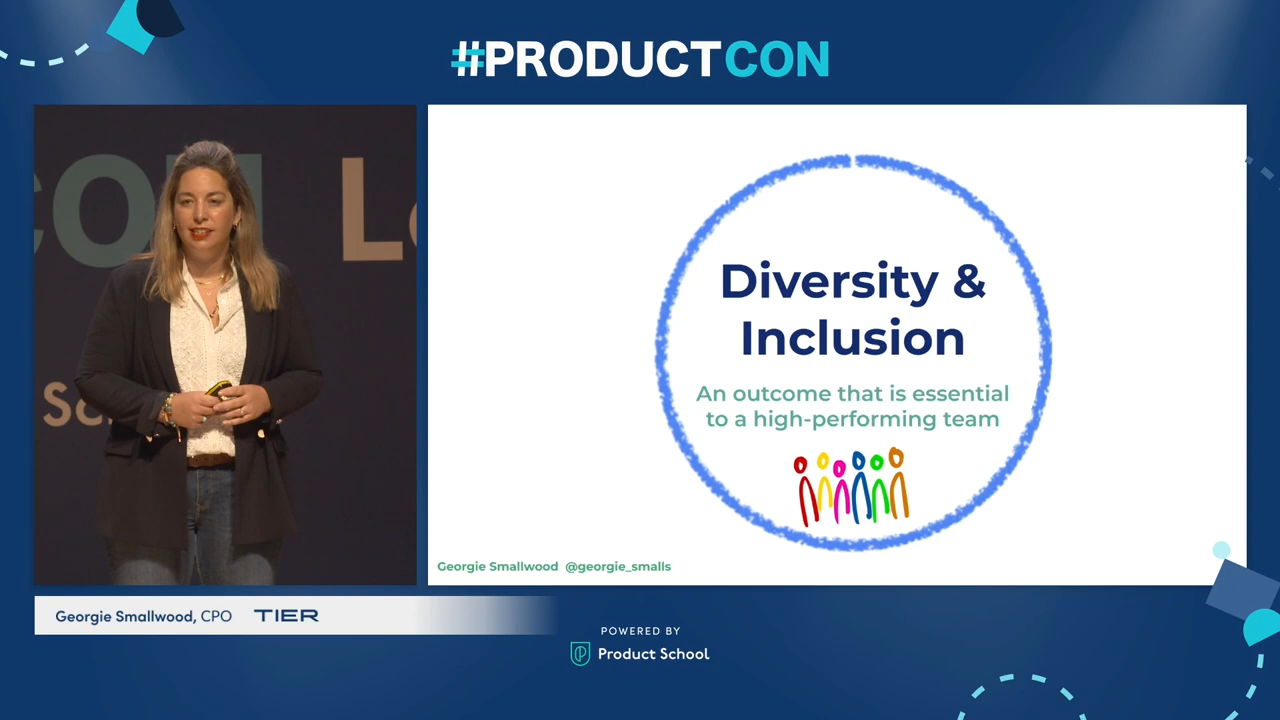 #PRODUCTCON
CON
Diversity &
Inclusion
An outcome that is essential
to a high-performing team
Georgie Smallwood @georgie_smalls
Georgie Smallwood, CPO TIER
POWERED BY
Product School